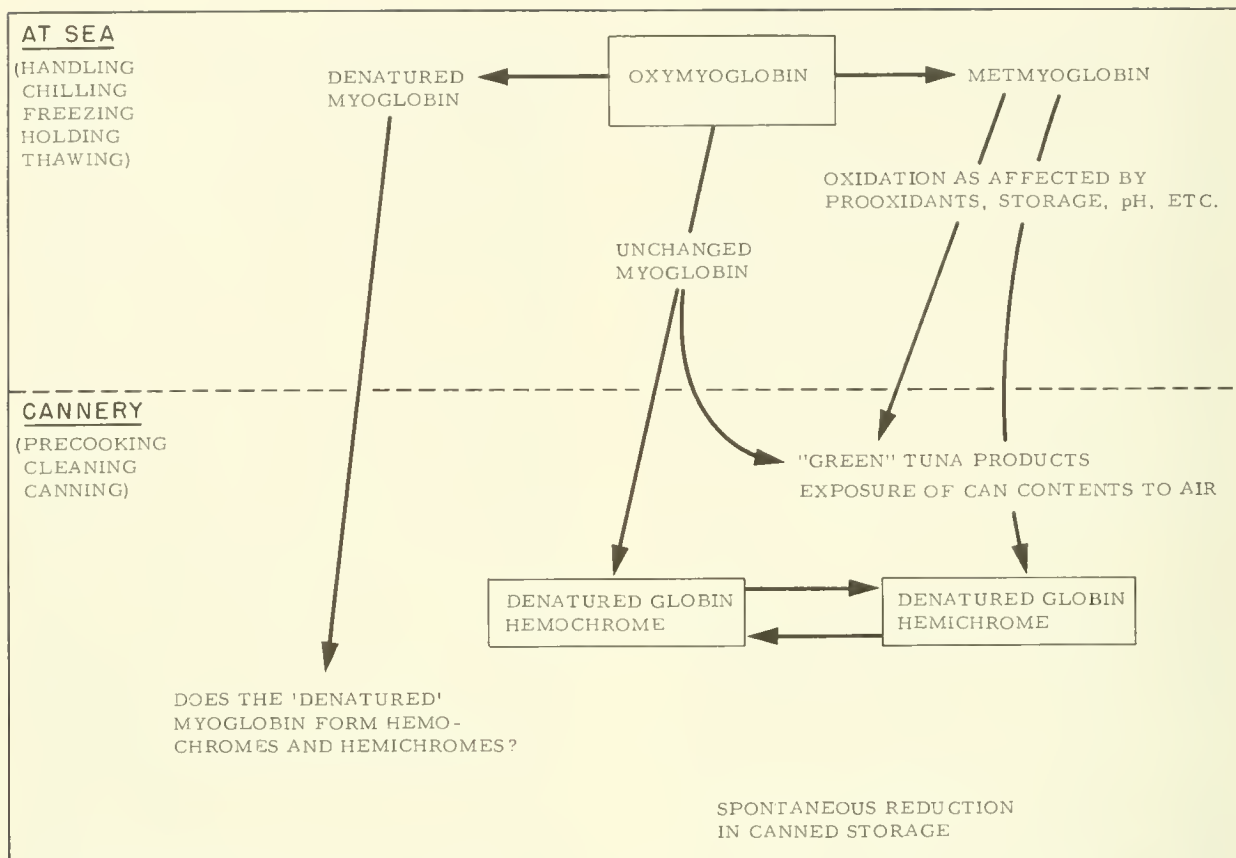 AT SEA
(HANDLING
CHILLING
FREEZING
HOLDING
THAWING)
DENATURED
MYOGLOBIN
OXYMYOGLOBIN
METMYOGLOBIN
OXIDATION AS AFFECTED BY
PROOXIDANTS, STORAGE, pH, ETC.
UNCHANGED
MYOGLOBIN
CANNERY
(PRECOOKING
CLEANING
CANNING)
"GREEN" TUNA PRODUCTS
EXPOSURE OF CAN CONTENTS TO AIR
DENATURED GLOBIN
HEMOCHROME
DENATURED GLOBIN
HEMICHROME
DOES THE 'DENATURED'
MYOGLOBIN FORM HEMO-
CHROMES AND HEMICHROMES?
SPONTANEOUS REDUCTION
IN CANNED STORAGE